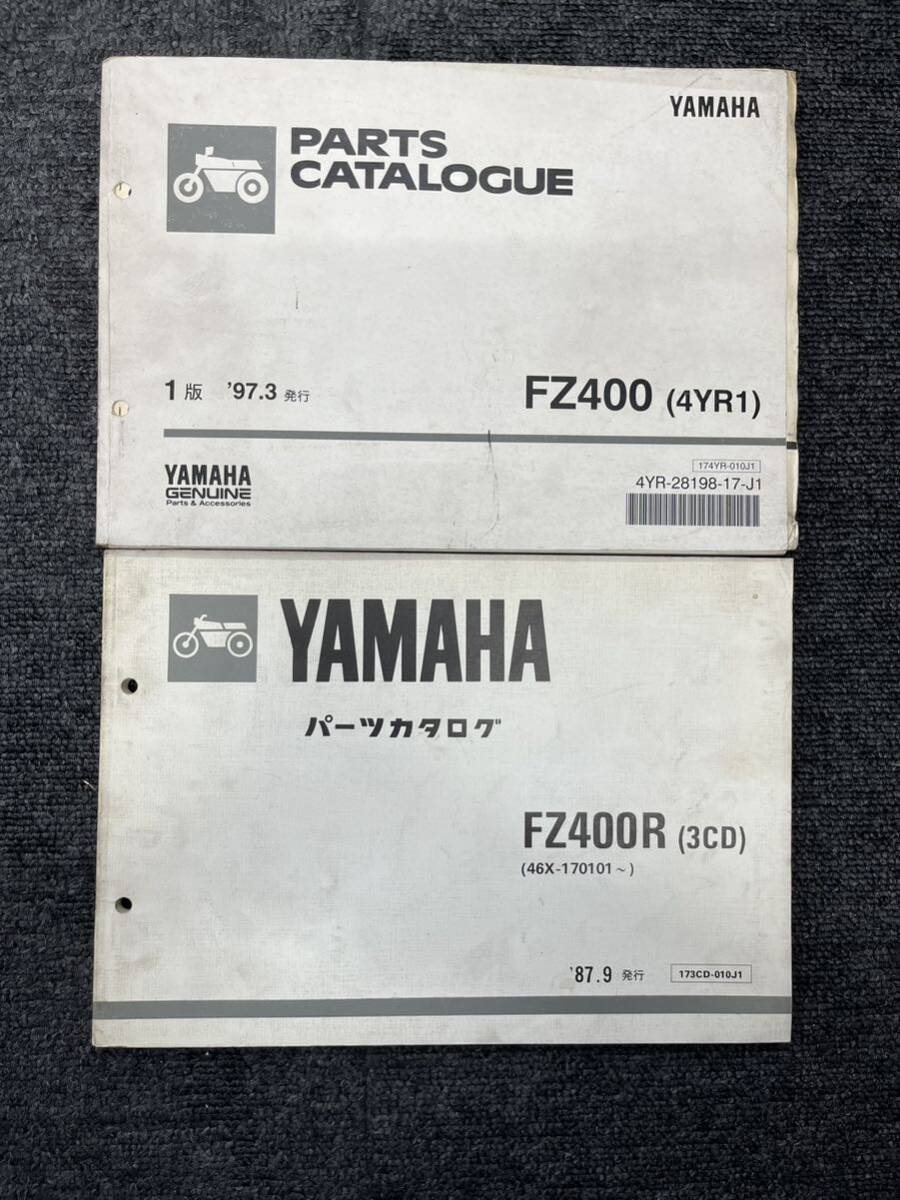 YAMAHA
PARTS
CATALOGUE
1版 '97.3 発行
FZ400 (4YR1)
YAMAHA
GENUINE
Parts & Accessories
174YR-010J1
4YR-28198-17-J1
YAMAHA
パーツカタログ
FZ400R (3CD)
(46X-170101~)
'87.9 発行
173CD-010J1